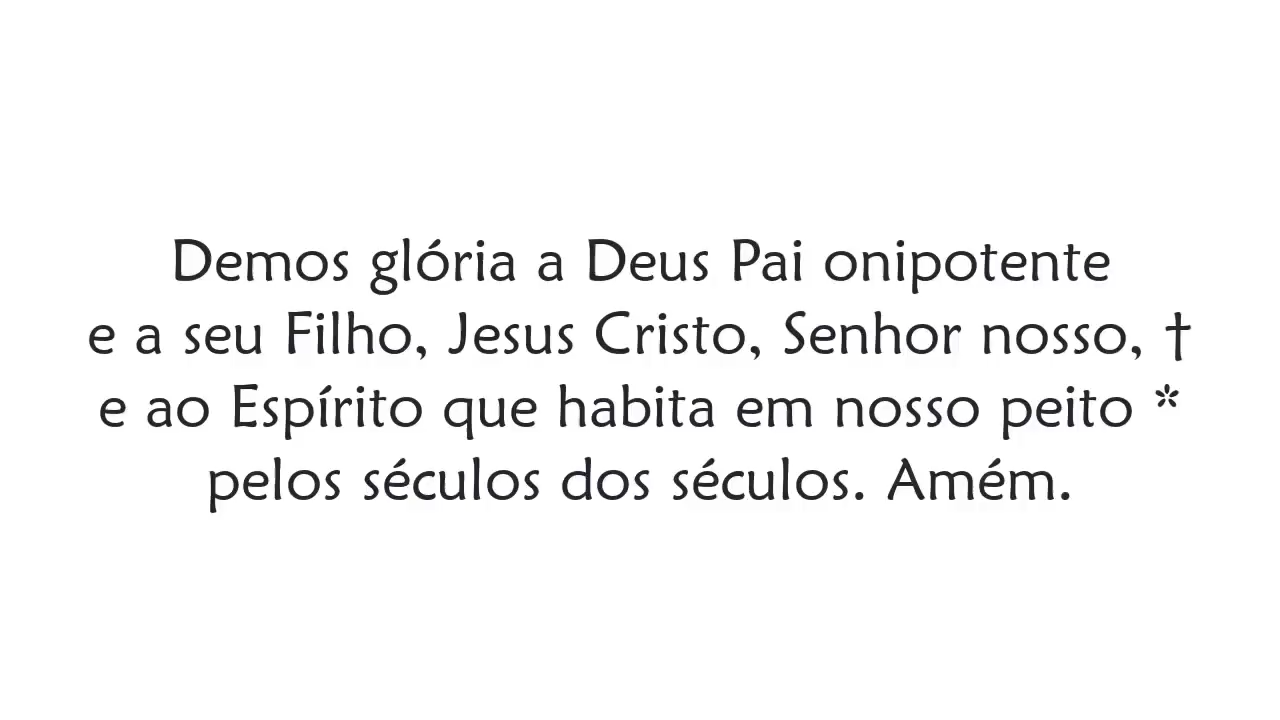 Demos glória a Deus Pai onipotente
e a seu Filho, Jesus Cristo, Senhor nosso, †
e ao Espírito que habita em nosso peito *
pelos séculos dos séculos. Amém.